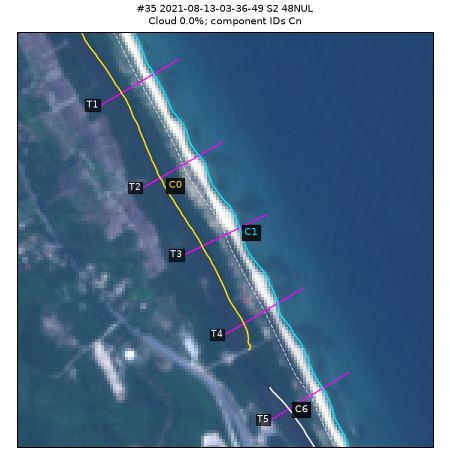 #35 2021-08-13-03-36-49 S2 48NUL
Cloud 0.0%; component IDs Cn
T1
T2
C0
C1
T3
T4
C6
T5